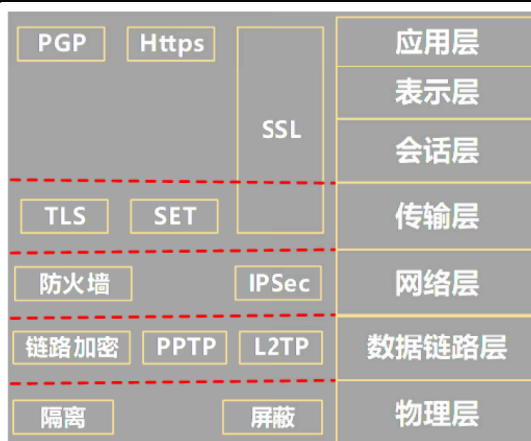 PGP Https 应用层
表示层
SSL
会话层
TLS SET 传输层
防火墙 IPSec 网络层
链路加密 PPTP L2TP 数据链路层
隔离 屏蔽 物理层